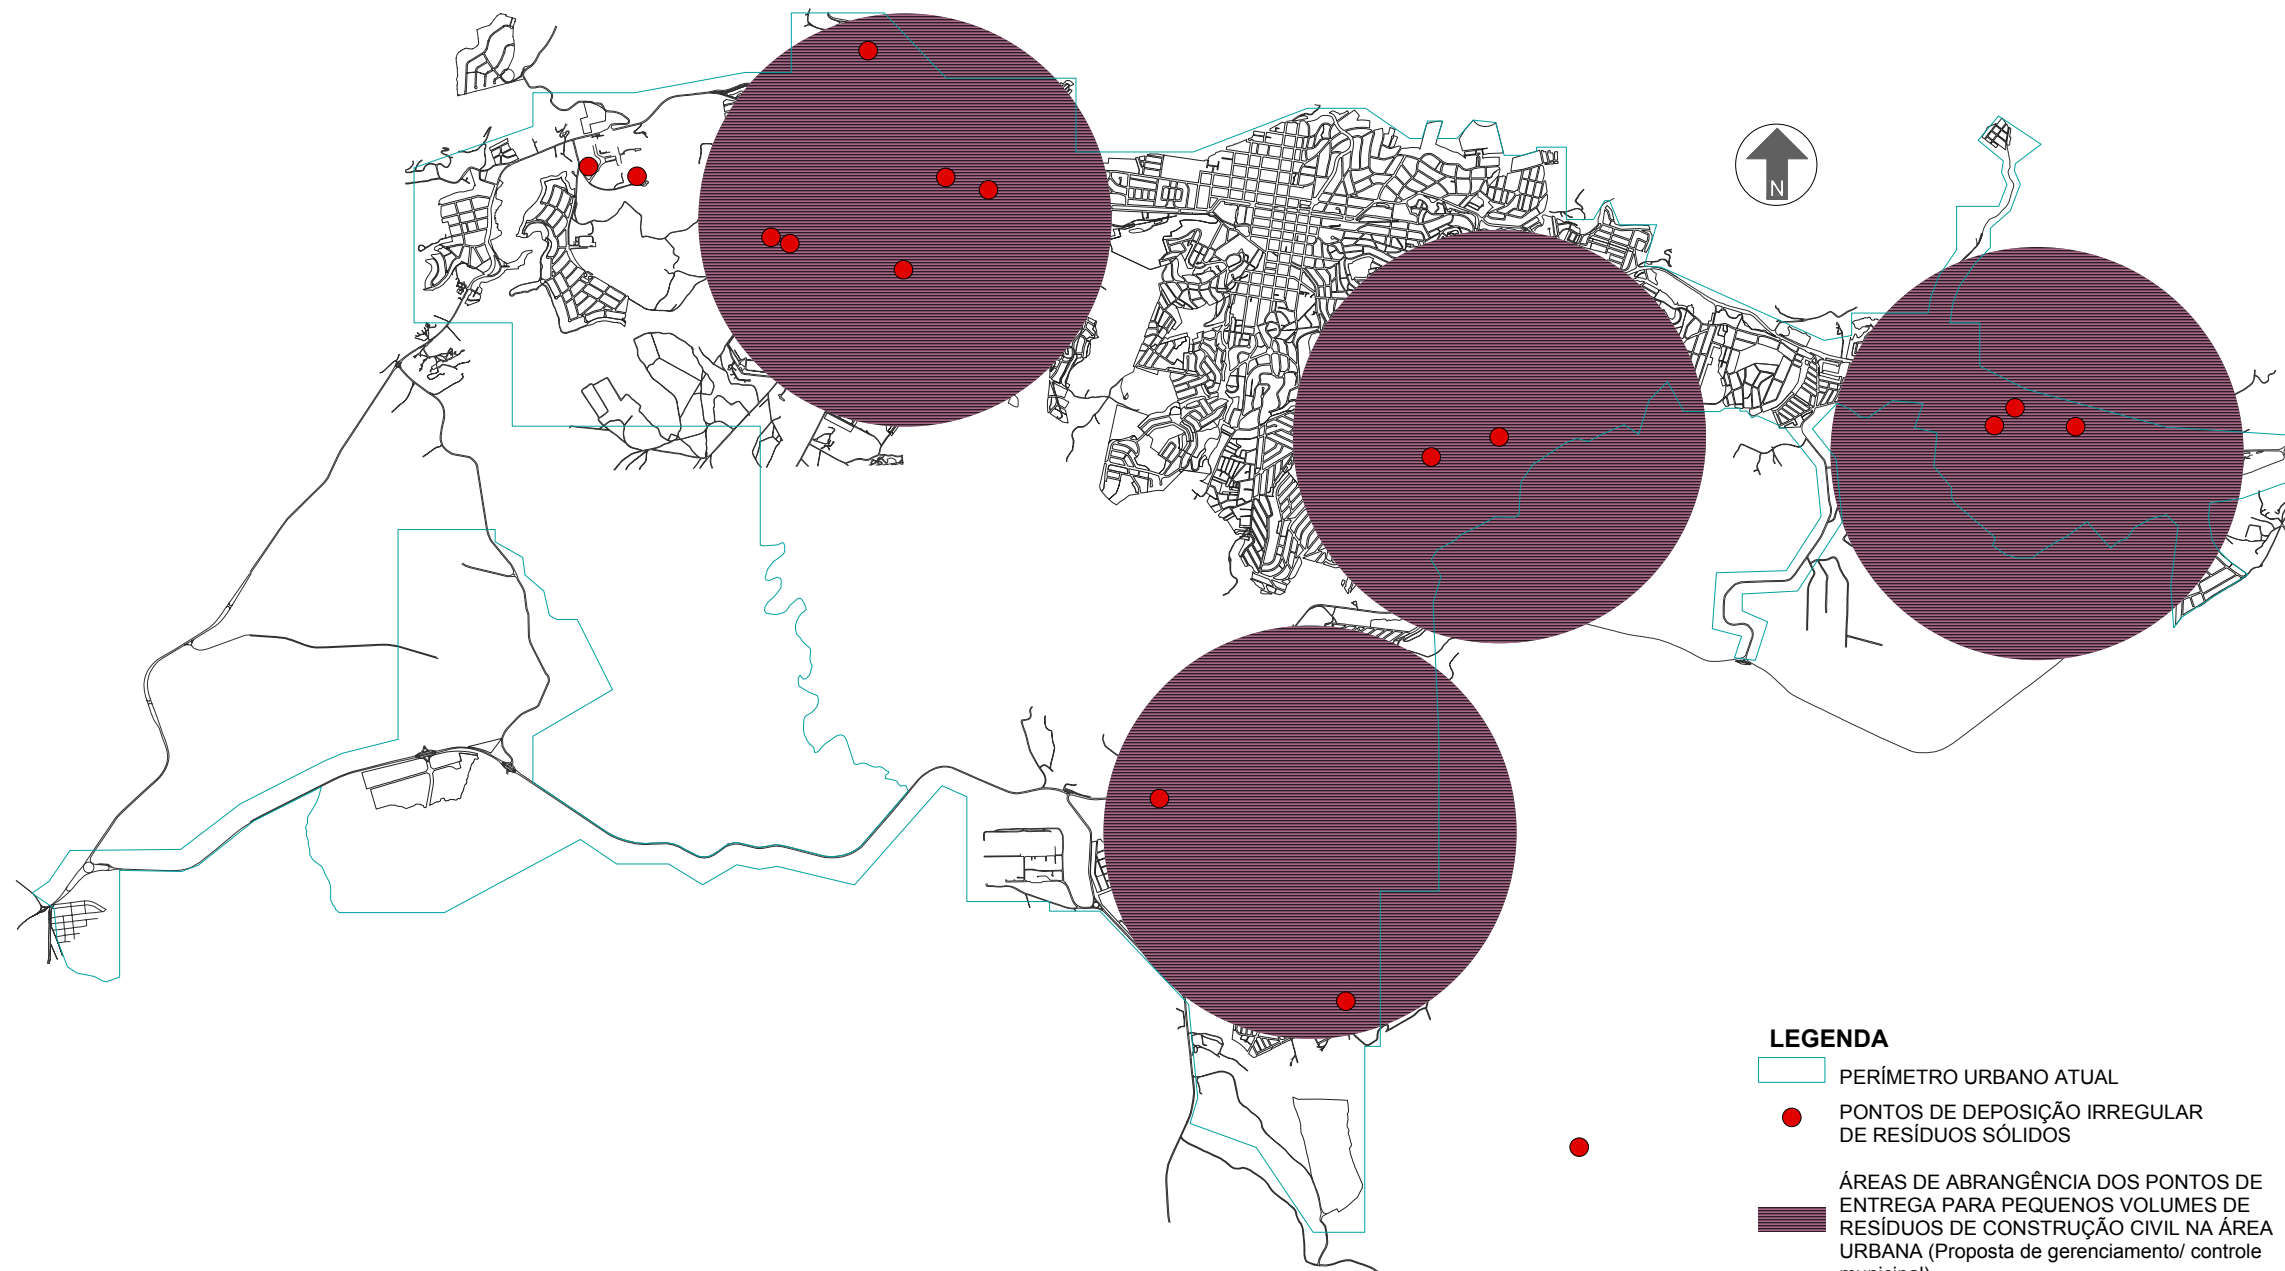 N
LEGENDA
PERÍMETRO URBANO ATUAL
PONTOS DE DEPOSIÇÃO IRREGULAR
DE RESÍDUOS SÓLIDOS
ÁREAS DE ABRANGÊNCIA DOS PONTOS DE
ENTREGA PARA PEQUENOS VOLUMES DE
RESÍDUOS DE CONSTRUÇÃO CIVIL NA ÁREA
URBANA (Proposta de gerenciamento/ controle
municipal)